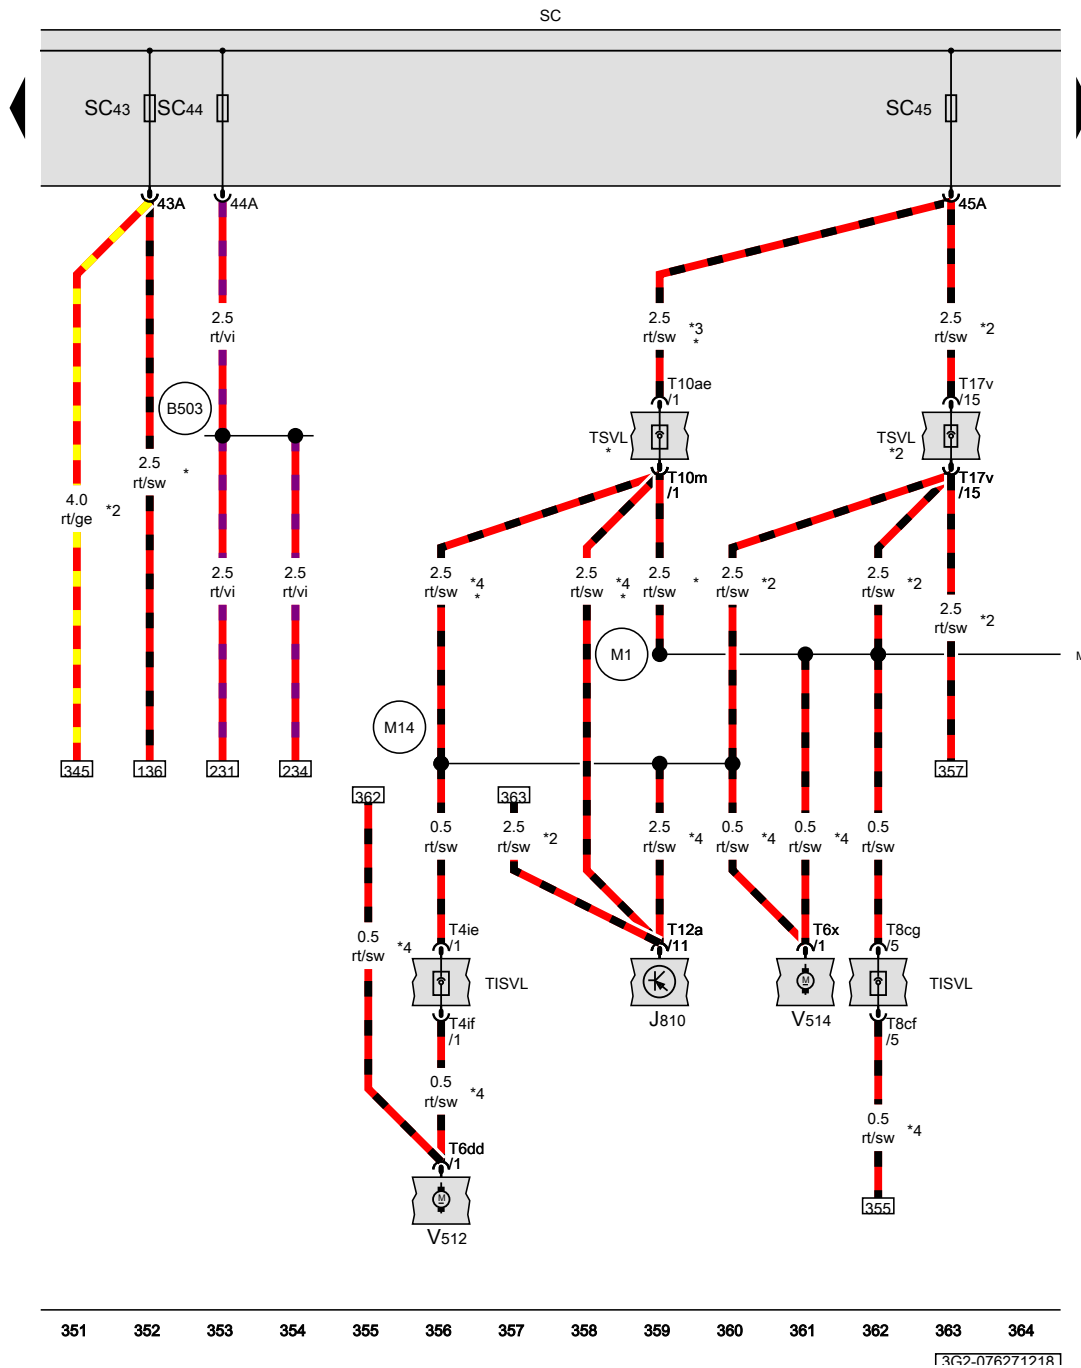 SC
SC43
SC44
SC45
43A
44A
45A
2.5
rt/vi
2.5
rt/sw
*3
*
2.5
rt/sw
*2
T10ae
/1
T17v
/15
B503
TSVL
*
TSVL
*2
2.5
rt/sw
*
T10m
/1
T17v
/15
4.0
rt/ge
*2
2.5
rt/vi
2.5
rt/vi
2.5
rt/sw
*4
*
2.5
rt/sw
*4
*
2.5
rt/sw
*
2.5
rt/sw
*2
2.5
rt/sw
*2
2.5
rt/sw
*2
M1
M
M14
345
136
231
234
357
362
363
0.5
rt/sw
2.5
rt/sw
*2
2.5
rt/sw
*4
0.5
rt/sw
*4
0.5
rt/sw
*4
0.5
rt/sw
0.5
rt/sw
*4
T4ie
/1
T12a
/11
T6x
/1
T8cg
/5
TISVL
M
TISVL
T4if
/1
J810
V514
T8cf
/5
0.5
rt/sw
*4
0.5
rt/sw
*4
T6dd
/1
M
355
V512
351 352 353 354 355 356 357 358 359 360 361 362 363 364
3G2-076271218